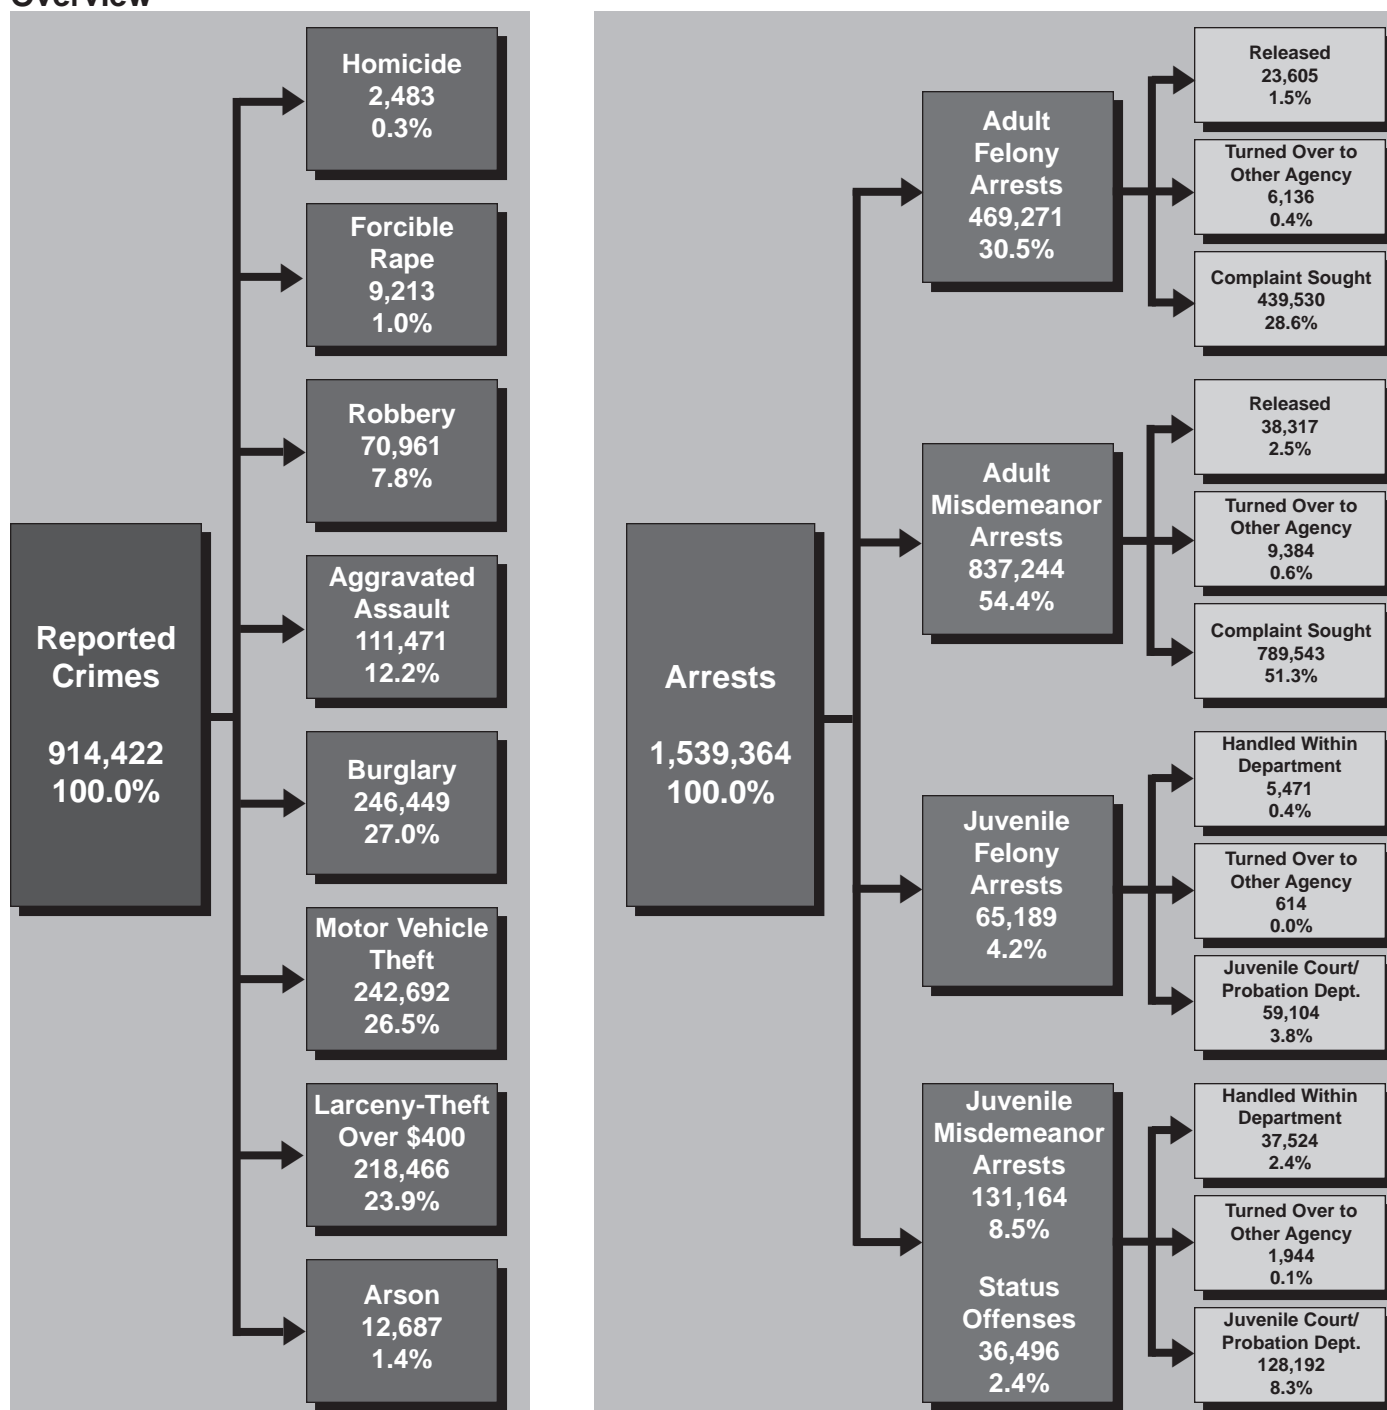 Overview
Homicide
2,483
0.3%
Forcible
Rape
9,213
1.0%
Robbery
70,961
7.8%
Aggravated
Assault
111,471
12.2%
Reported
Crimes
914,422
100.0%
Burglary
246,449
27.0%
Motor Vehicle
Theft
242,692
26.5%
Larceny-Theft
Over $400
218,466
23.9%
Arson
12,687
1.4%
Arrests
1,539,364
100.0%
Adult
Felony
Arrests
469,271
30.5%
Released
23,605
1.5%
Turned Over to
Other Agency
6,136
0.4%
Complaint Sought
439,530
28.6%
Adult
Misdemeanor
Arrests
837,244
54.4%
Released
38,317
2.5%
Turned Over to
Other Agency
9,384
0.6%
Complaint Sought
789,543
51.3%
Juvenile
Felony
Arrests
65,189
4.2%
Handled Within
Department
5,471
0.4%
Turned Over to
Other Agency
614
0.0%
Juvenile Court/
Probation Dept.
59,104
3.8%
Juvenile
Misdemeanor
Arrests
131,164
8.5%
Status
Offenses
36,496
2.4%
Handled Within
Department
37,524
2.4%
Turned Over to
Other Agency
1,944
0.1%
Juvenile Court/
Probation Dept.
128,192
8.3%